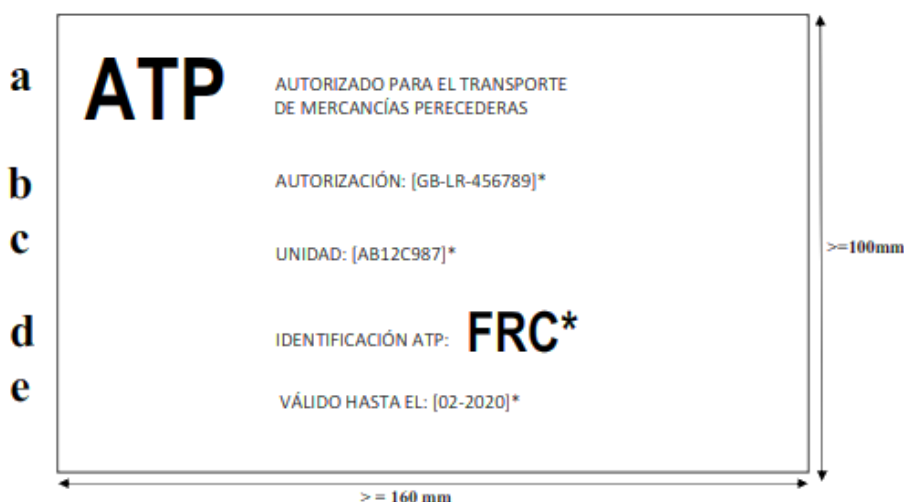 a
ATP
AUTORIZADO PARA EL TRANSPORTE
DE MERCANCÍAS PERECEDERAS
b
AUTORIZACIÓN: [GB-LR-456789]*
c
UNIDAD: [AB12C987]*
>=100mm
d
IDENTIFICACIÓN ATP: FRC*
e
VÁLIDO HASTA EL: [02-2020]*
> = 160 mm